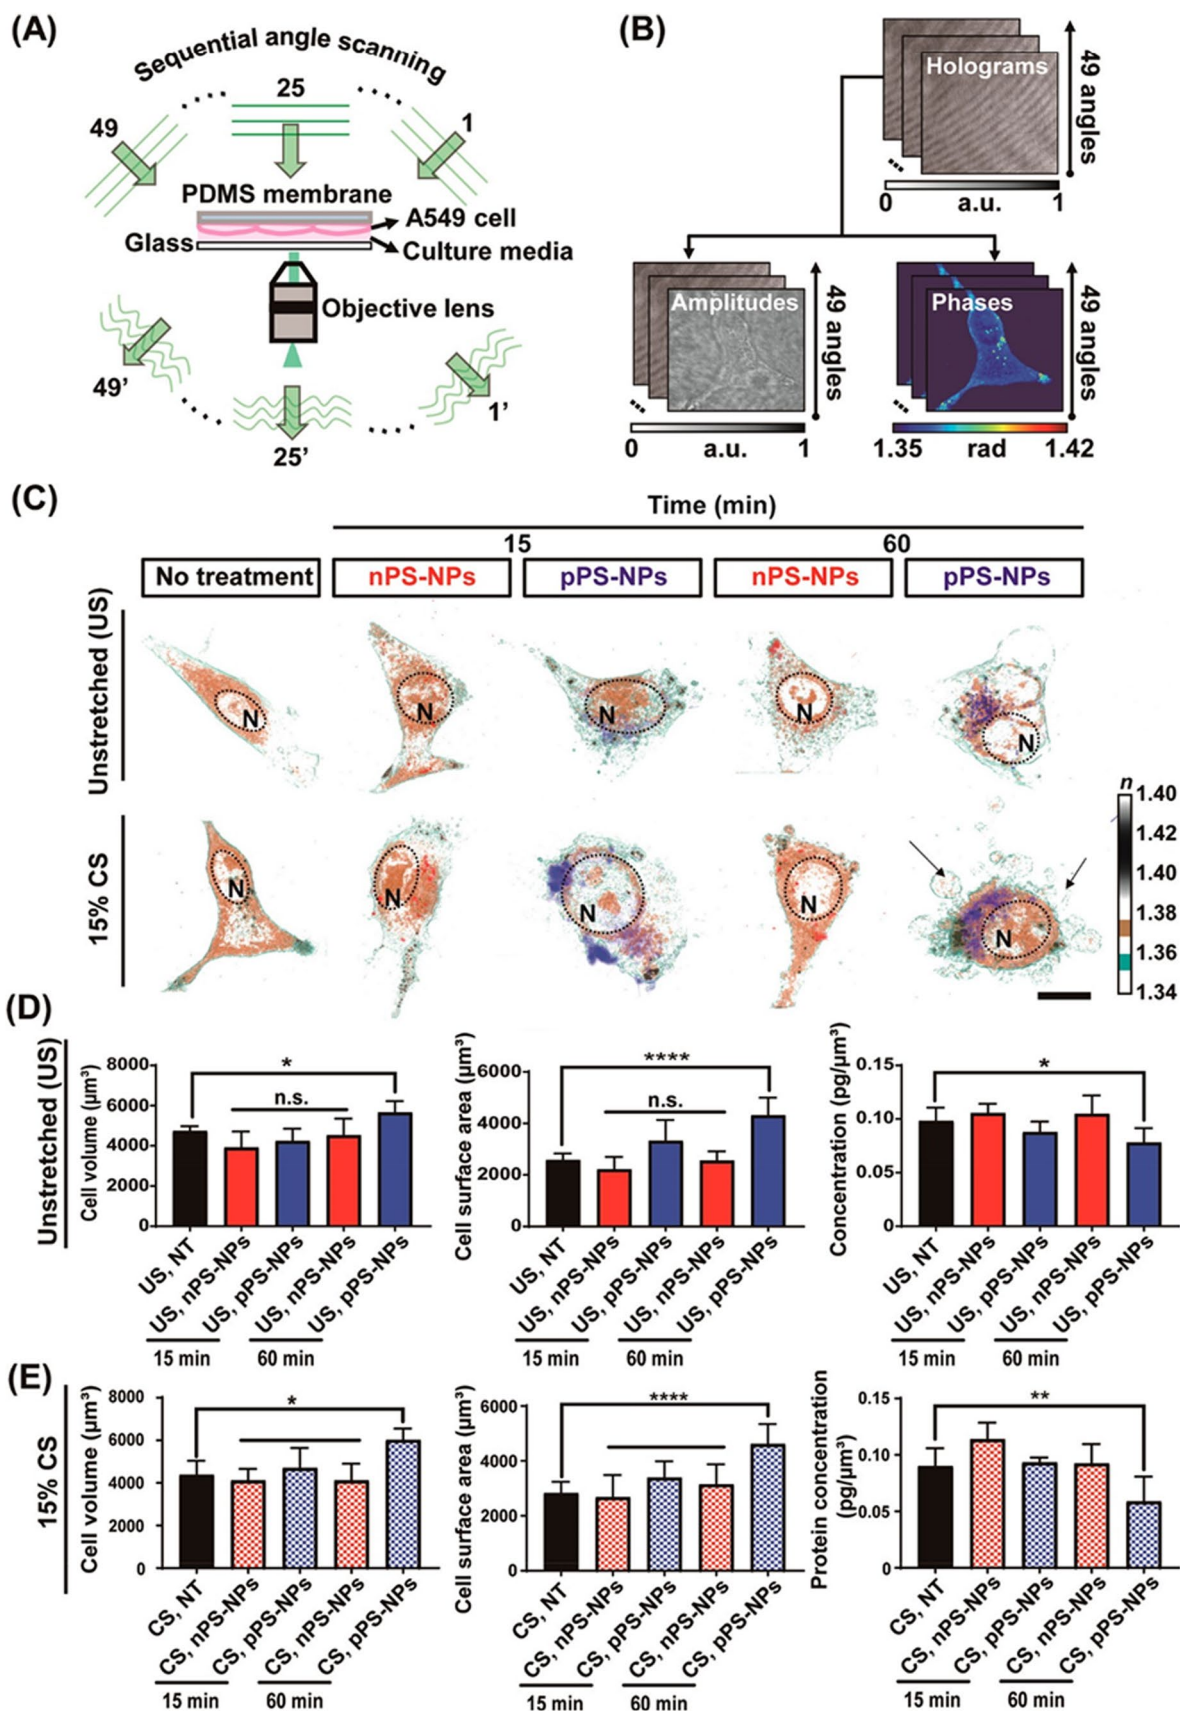 (A)
Sequential angle scanning
49
25
1
PDMS membrane
A549 cell
Glass
Culture media
Objective lens
49’
25’
1’
(B)
Holograms
49 angles
0 a.u. 1
Amplitudes
49 angles
0 a.u. 1
Phases
49 angles
1.35 rad 1.42
(C)
Time (min)
15 60
No treatment nPS-NPs pPS-NPs nPS-NPs pPS-NPs
Unstretched (US)
N N N N N
15% CS
N N N N N
n
1.40
1.42
1.40
1.38
1.36
1.34
(D)
Unstretched (US)
Cell volume (µm³)
8000
6000
4000
2000
0
*
n.s.
US, NT
US, nPS-NPs
US, pPS-NPs
US, nPS-NPs
US, pPS-NPs
15 min 60 min
Cell surface area (µm³)
6000
4000
2000
0
****
n.s.
US, NT
US, nPS-NPs
US, pPS-NPs
US, nPS-NPs
US, pPS-NPs
15 min 60 min
Concentration (pg/µm³)
0.15
0.10
0.05
0
*
US, NT
US, nPS-NPs
US, pPS-NPs
US, nPS-NPs
US, pPS-NPs
15 min 60 min
(E)
15% CS
Cell volume (µm³)
8000
6000
4000
2000
0
*
CS, NT
CS, nPS-NPs
CS, pPS-NPs
CS, nPS-NPs
CS, pPS-NPs
15 min 60 min
Cell surface area (µm³)
6000
4000
2000
0
****
CS, NT
CS, nPS-NPs
CS, pPS-NPs
CS, nPS-NPs
CS, pPS-NPs
15 min 60 min
Protein concentration
(pg/µm³)
0.15
0.10
0.05
0
**
CS, NT
CS, nPS-NPs
CS, pPS-NPs
CS, nPS-NPs
CS, pPS-NPs
15 min 60 min